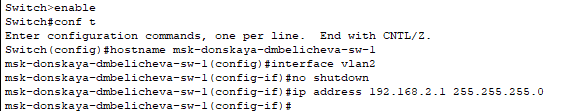 Switch>enable
Switch#conf t
Enter configuration commands, one per line.  End with CNTL/Z.
Switch(config)#hostname msk-donskaya-dmbelicheva-sw-1
msk-donskaya-dmbelicheva-sw-1(config)#interface vlan2
msk-donskaya-dmbelicheva-sw-1(config-if)#no shutdown
msk-donskaya-dmbelicheva-sw-1(config-if)#ip address 192.168.2.1 255.255.255.0
msk-donskaya-dmbelicheva-sw-1(config-if)#